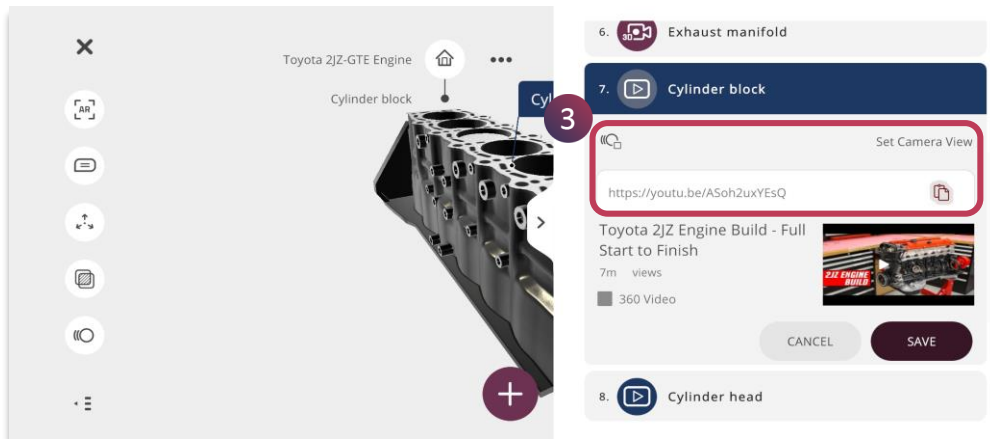 Toyota 2JZ-GTE Engine
Cylinder block
AR
Cyl
3
6. 3D Exhaust manifold
7. Cylinder block
Set Camera View
https://youtu.be/ASoh2uxYEsQ
Toyota 2JZ Engine Build - Full
Start to Finish
7m views
360 Video
2JZ ENGINE
BUILD
CANCEL SAVE
8. Cylinder head